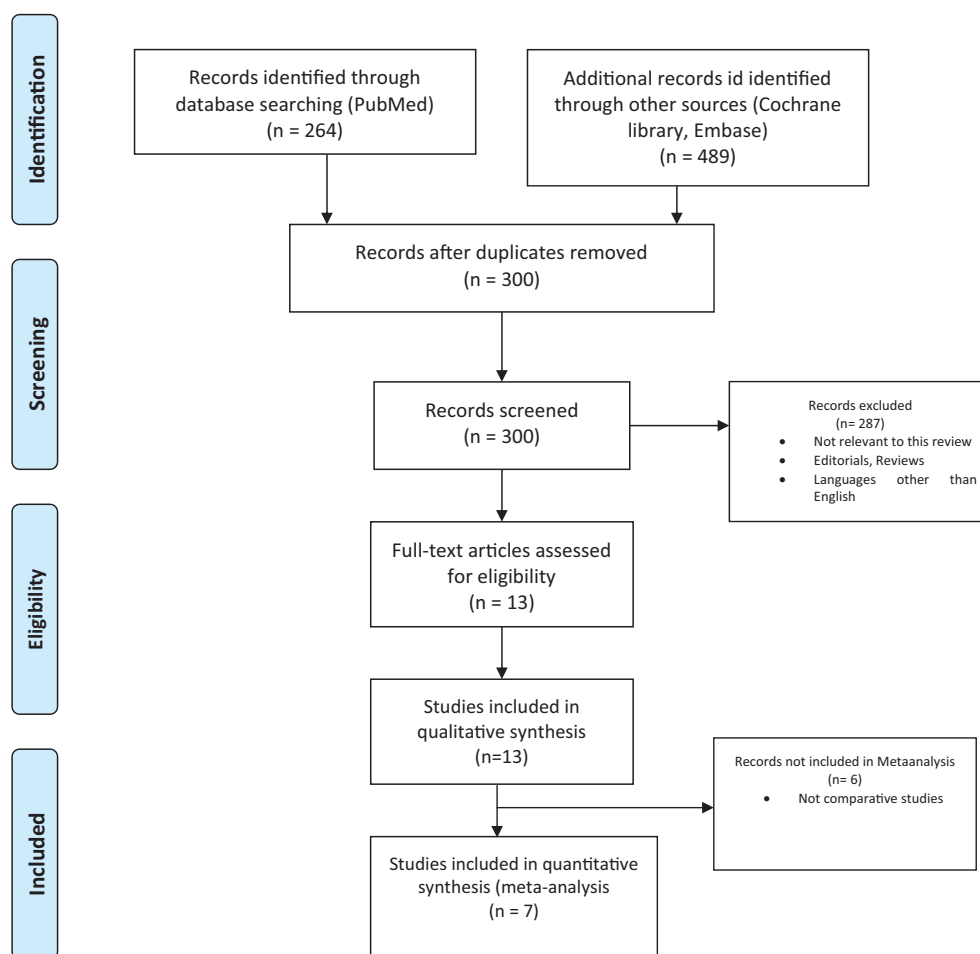 Identification
Records identified through
database searching (PubMed)
(n = 264)
Additional records id identified
through other sources (Cochrane
library, Embase)
(n = 489)
Records after duplicates removed
(n = 300)
Screening
Records screened
(n = 300)
Records excluded
(n= 287)
• Not relevant to this review
• Editorials, Reviews
• Languages other than
English
Eligibility
Full-text articles assessed
for eligibility
(n = 13)
Studies included in
qualitative synthesis
(n=13)
Included
Records not included in Metaanalysis
(n= 6)
• Not comparative studies
Studies included in quantitative
synthesis (meta-analysis
(n = 7)